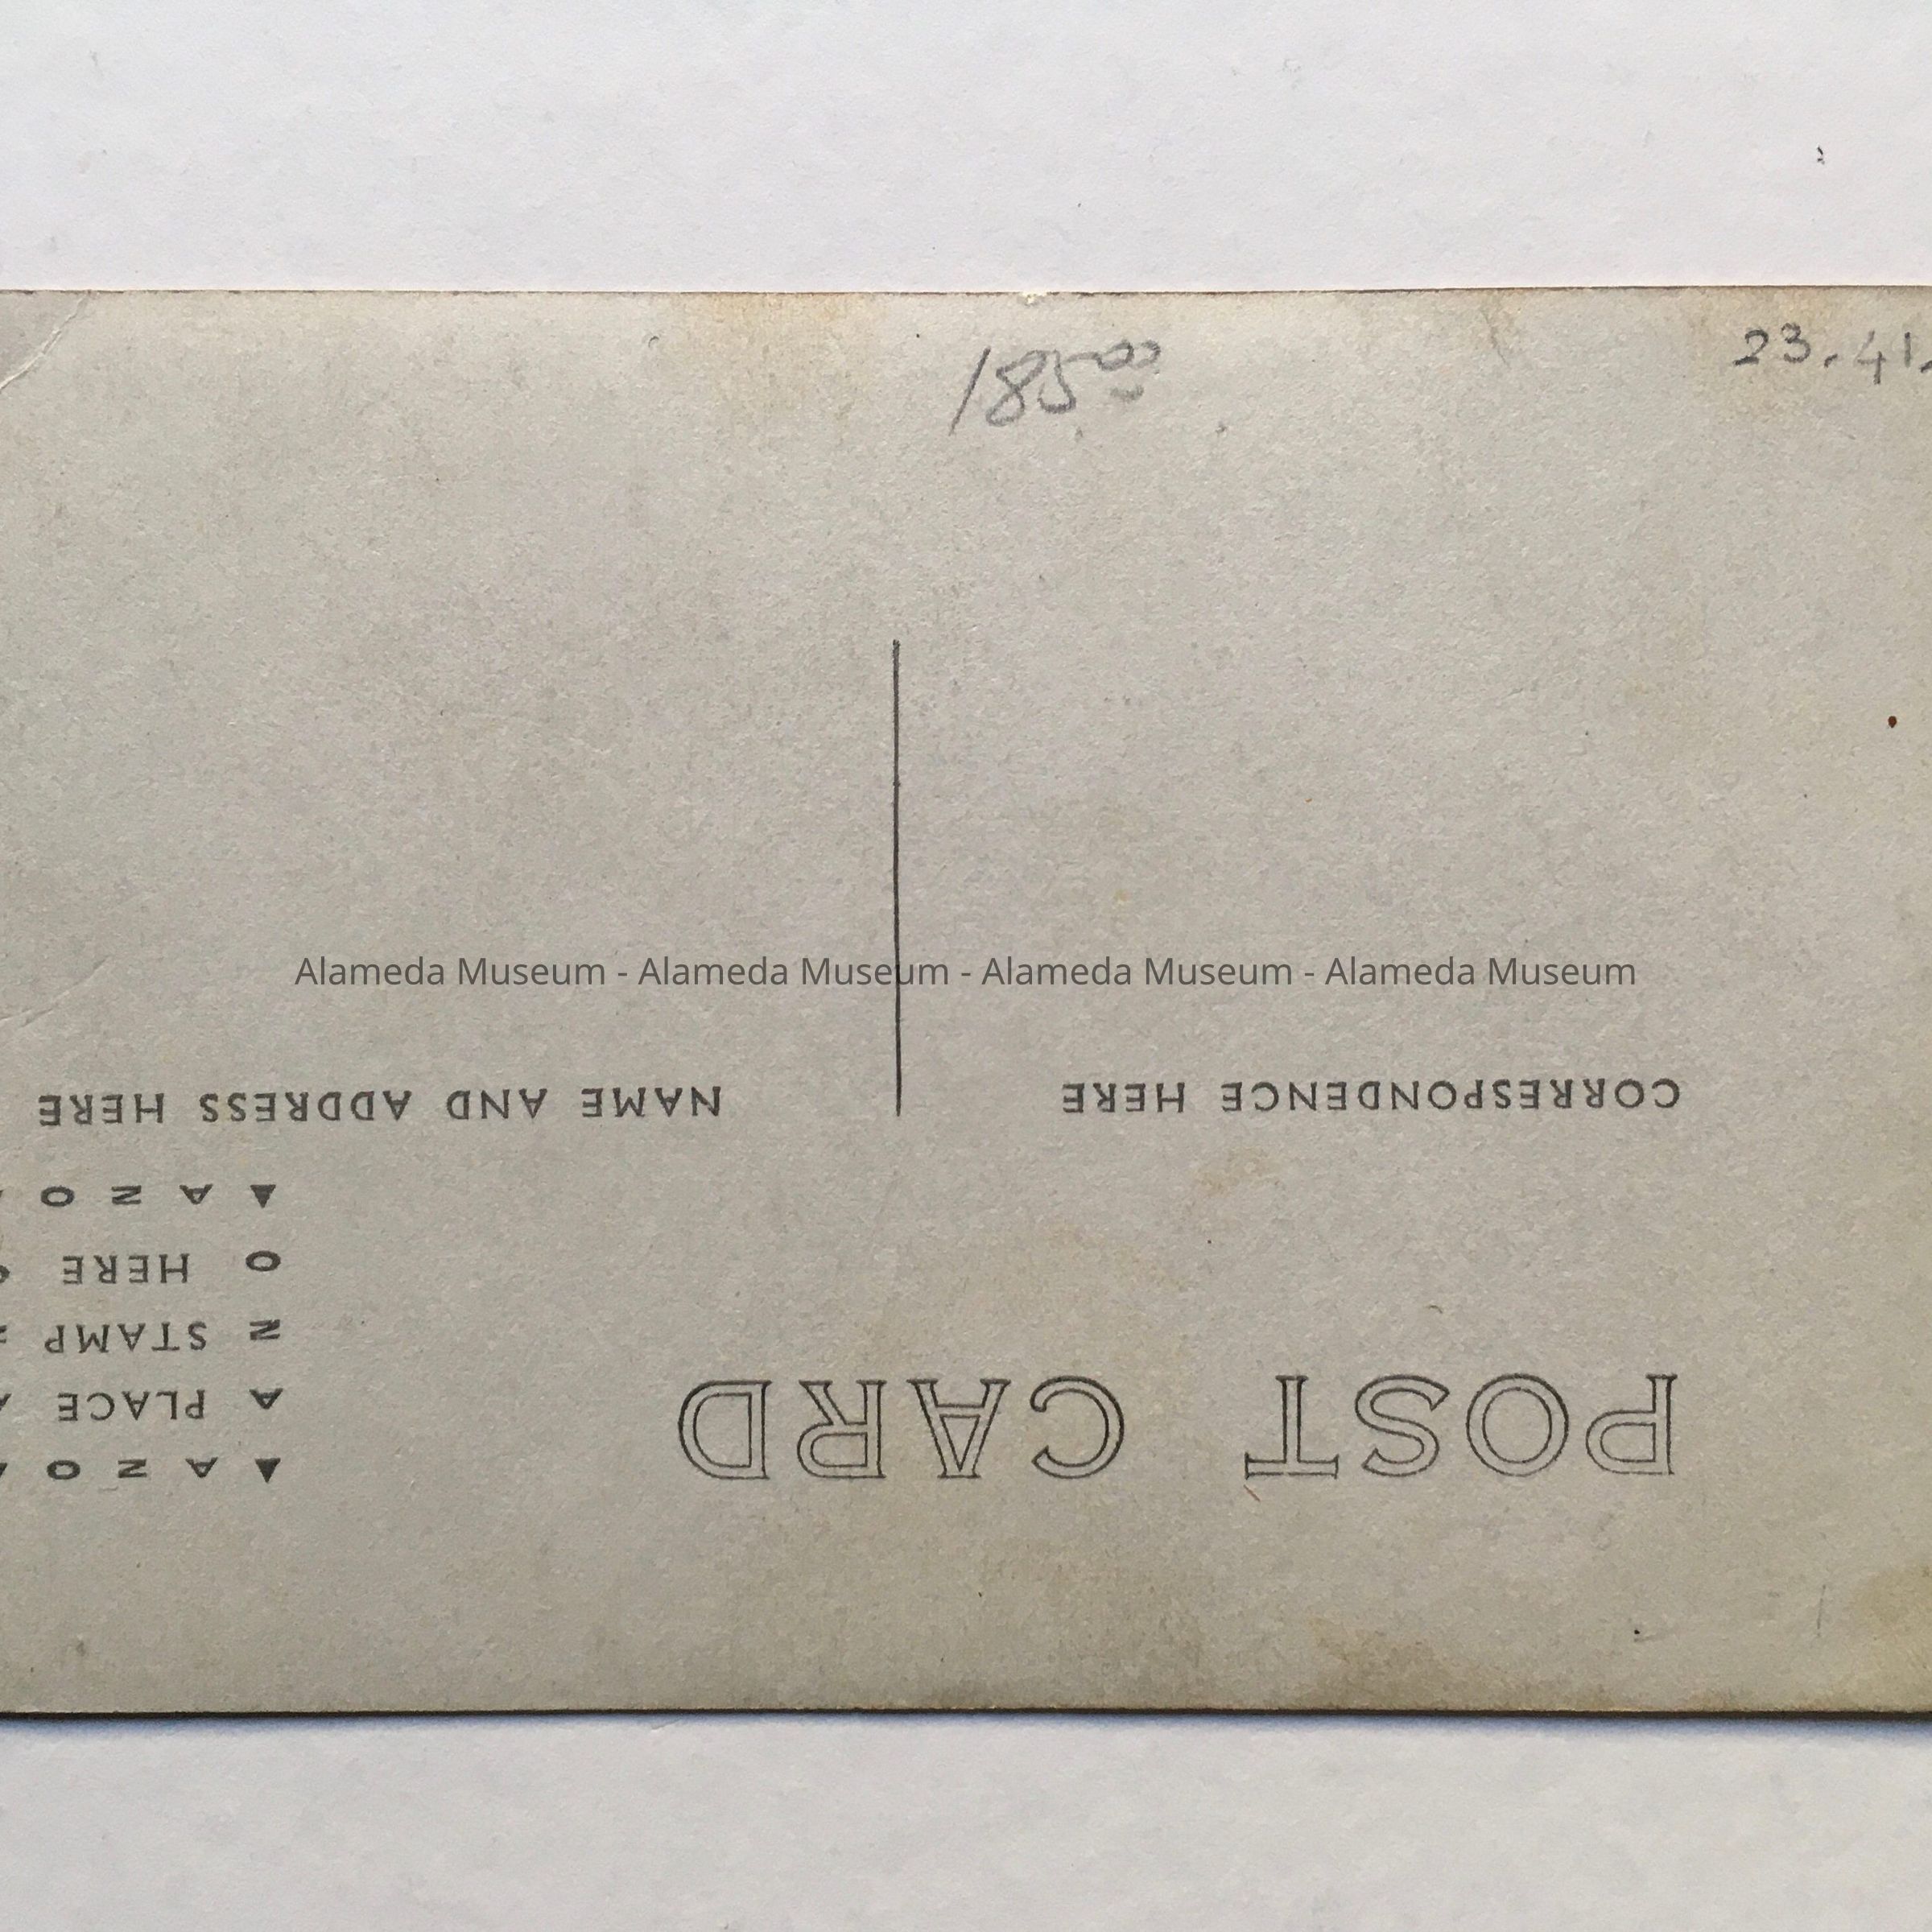 185 00
23.41.
Alameda Museum - Alameda Museum - Alameda Museum - Alameda Museum
POST CARD
CORRESPONDENCE HERE
NAME AND ADDRESS HERE
▲ A Z O
A PLACE A
Z STAMP Z
O HERE O
▲ A Z O